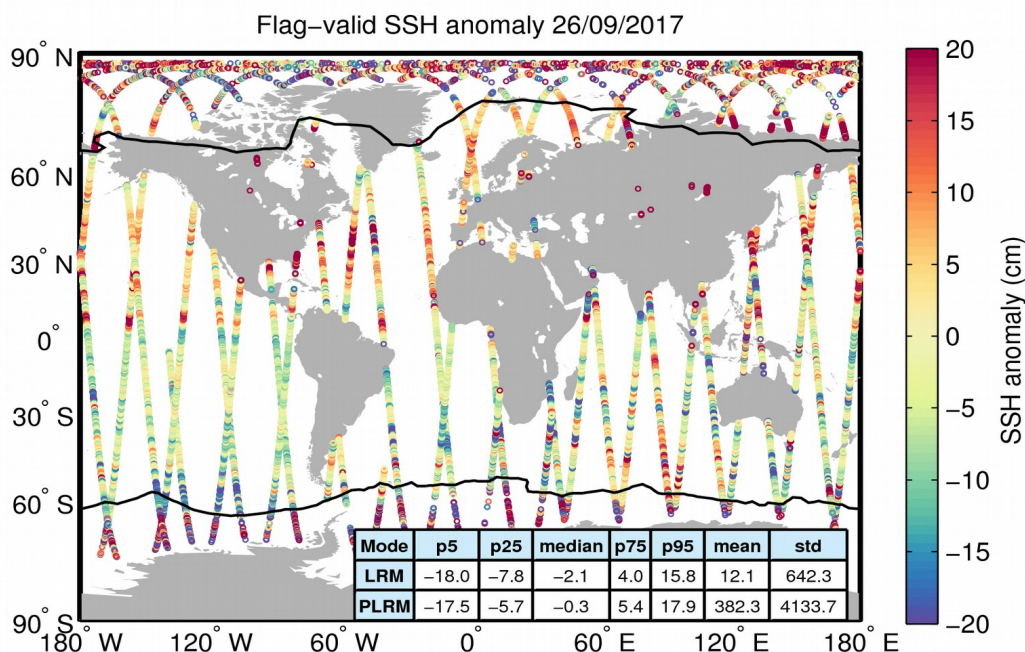 Flag−valid SSH anomaly 26/09/2017
90° N
60° N
30° N
0°
30° S
60° S
90° S
180° W
120° W
60° W
0°
60° E
120° E
180° E
Mode p5 p25 median p75 p95 mean std
LRM −18.0 −7.8 −2.1 4.0 15.8 12.1 642.3
PLRM −17.5 −5.7 −0.3 5.4 17.9 382.3 4133.7
20
15
10
5
0
−5
−10
−15
−20
SSH anomaly (cm)